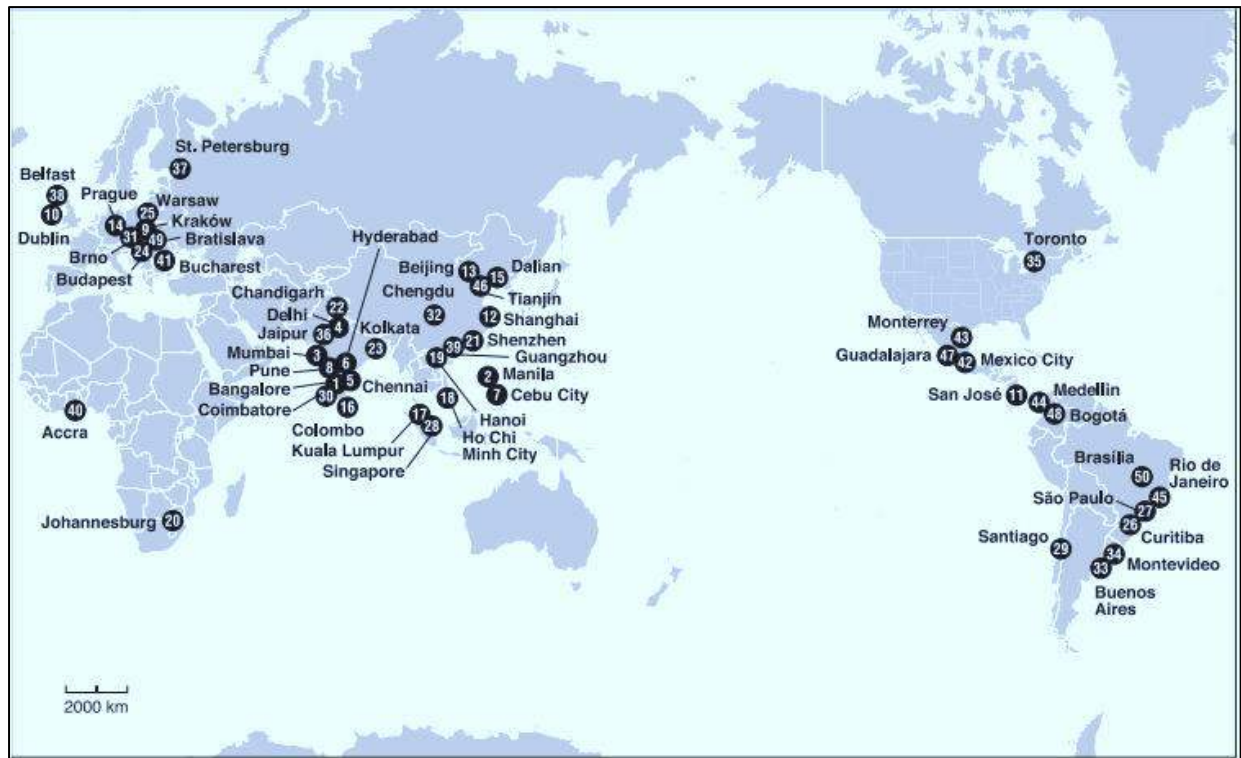 St. Petersburg
37
Belfast
38
Prague
14
Warsaw
25
10
9
Kraków
Dublin
31
49
Bratislava
Brno
24
Budapest
41
Bucharest
Hyderabad
Beijing
13
15
Dalian
46
Tianjin
Chengdu
32
12
Shanghai
Chandigarh
22
Delhi
4
Jaipur
36
Kolkata
23
21
Shenzhen
39
Guangzhou
19
Mumbai
3
Pune
8
6
2
Manila
Bangalore
1
5
Chennai
7
Cebu City
Coimbatore
30
16
18
Colombo
17
Hanoi
Kuala Lumpur
28
Ho Chi
Minh City
Singapore
40
Accra
Johannesburg
20
Toronto
35
Monterrey
43
Guadalajara
47
42
Mexico City
San José
11
44
Medellin
48
Bogotá
Brasília
50
Rio de
Janeiro
45
São Paulo
27
26
Curitiba
Santiago
29
34
Montevideo
33
Buenos
Aires
2000 km